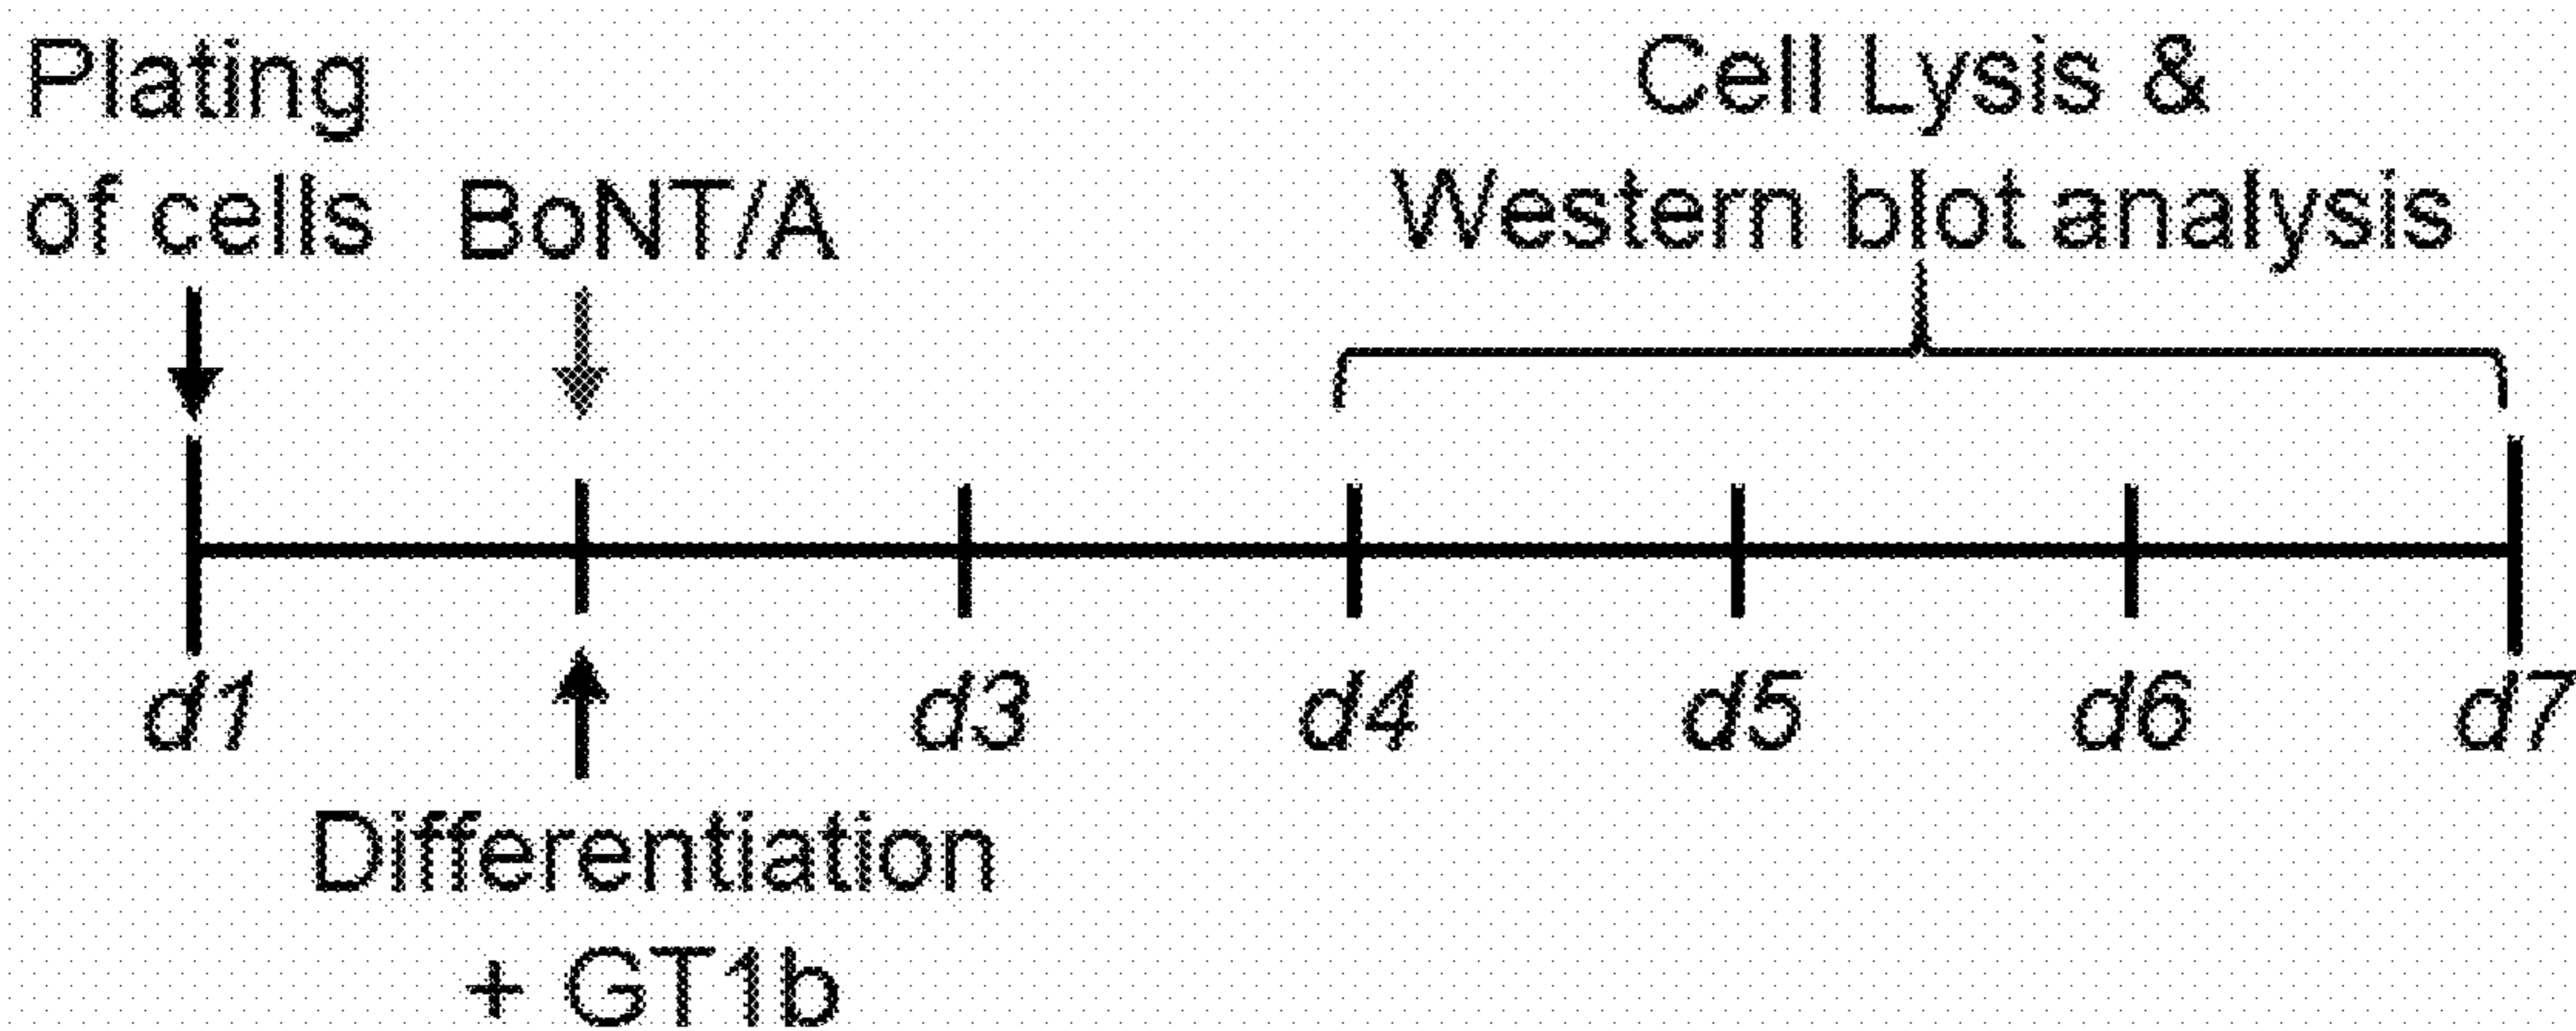 Plating
of cells
BoNT/A
Cell Lysis &
Western blot analysis
d1
d3
d4
d5
d6
d7
Differentiation
+ GT1b